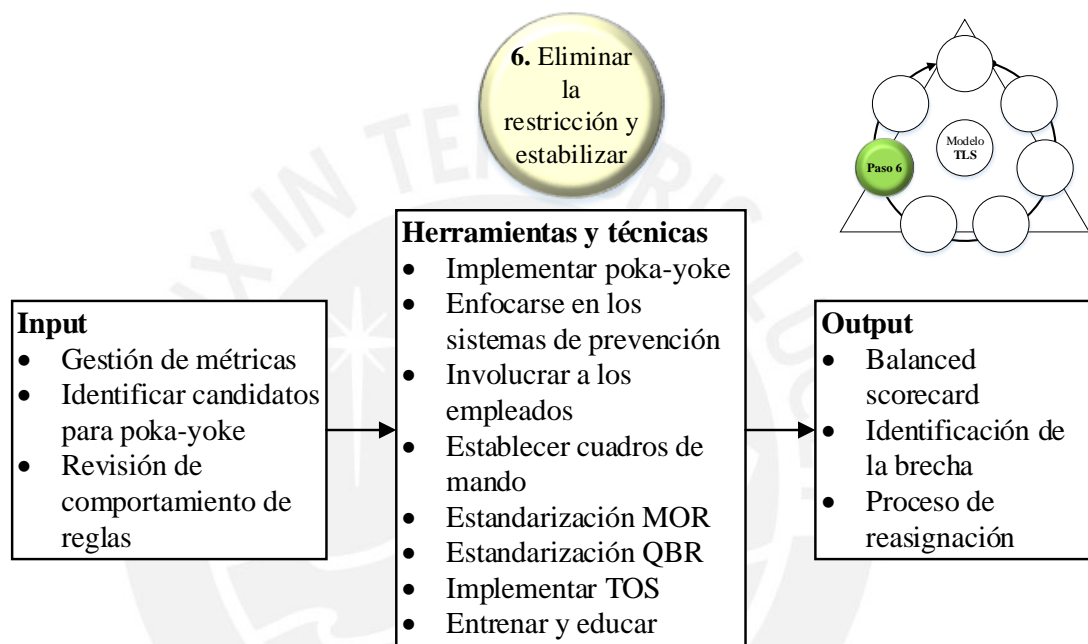 6. Eliminar
la
restricción y
estabilizar
Modelo
TLS
Paso 6
Input
• Gestión de métricas
• Identificar candidatos
para poka-yoke
• Revisión de
comportamiento de
reglas
Herramientas y técnicas
• Implementar poka-yoke
• Enfocarse en los
sistemas de prevención
• Involucrar a los
empleados
• Establecer cuadros de
mando
• Estandarización MOR
• Estandarización QBR
• Implementar TOS
• Entrenar y educar
Output
• Balanced
scorecard
• Identificación de
la brecha
• Proceso de
reasignación